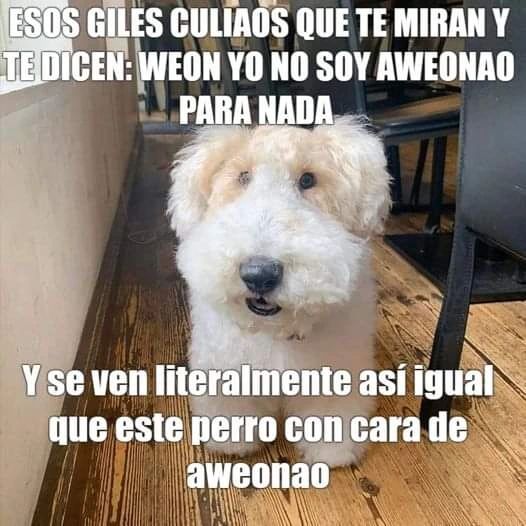 ESOS GILES CULIAOS QUE TE MIRAN Y
TE DICEN: WEON YO NO SOY AWEONAO
PARA NADA
Y se ven literalmente así igual
que este perro con cara de
aweonao